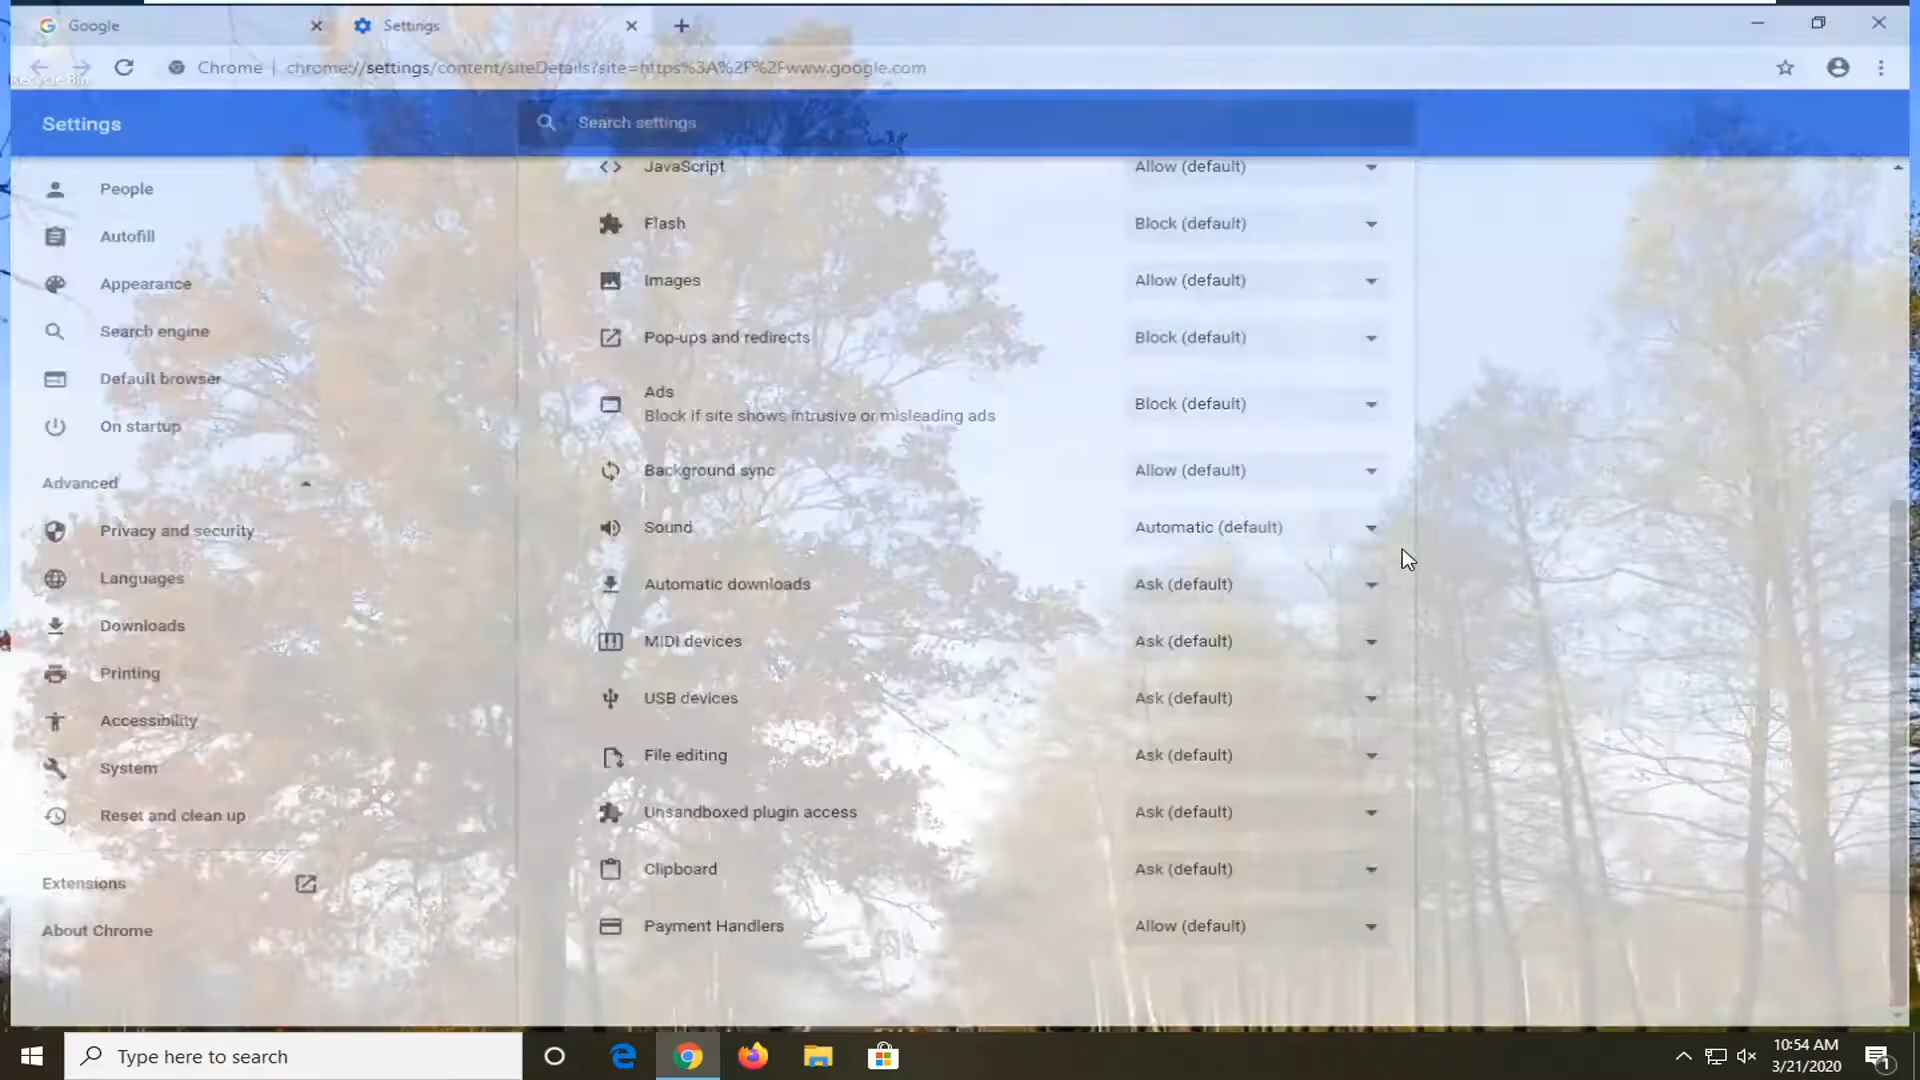 Google
Settings
Recycle Bin
Chrome | chrome://settings/content/siteDetails?site=https%3A%2F%2Fwww.google.com
Settings
Search settings
People
Autofill
Appearance
Search engine
Default browser
On startup
Advanced
Privacy and security
Languages
Downloads
Printing
Accessibility
System
Reset and clean up
Extensions
About Chrome
JavaScript Allow (default)
Flash Block (default)
Images Allow (default)
Pop-ups and redirects Block (default)
Ads
Block if site shows intrusive or misleading ads Block (default)
Background sync Allow (default)
Sound Automatic (default)
Automatic downloads Ask (default)
MIDI devices Ask (default)
USB devices Ask (default)
File editing Ask (default)
Unsandboxed plugin access Ask (default)
Clipboard Ask (default)
Payment Handlers Allow (default)
Type here to search
10:54 AM
3/21/2020
1